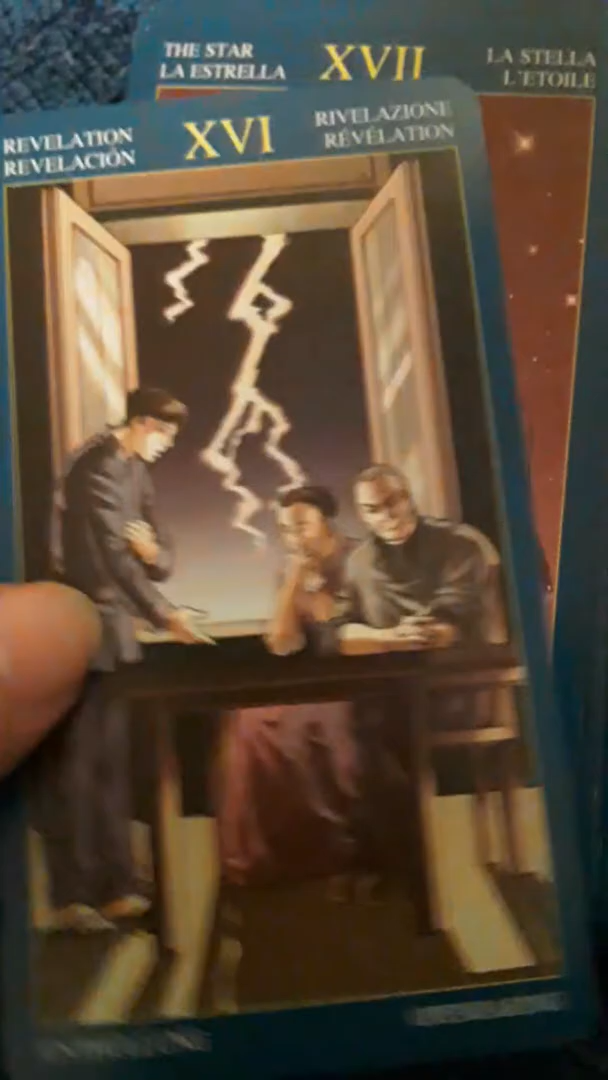 THE STAR
LA ESTRELLA
XVII
LA STELLA
L'ETOILE
REVELATION
REVELACIÓN
XVI
RIVELAZIONE
RÉVÉLATION